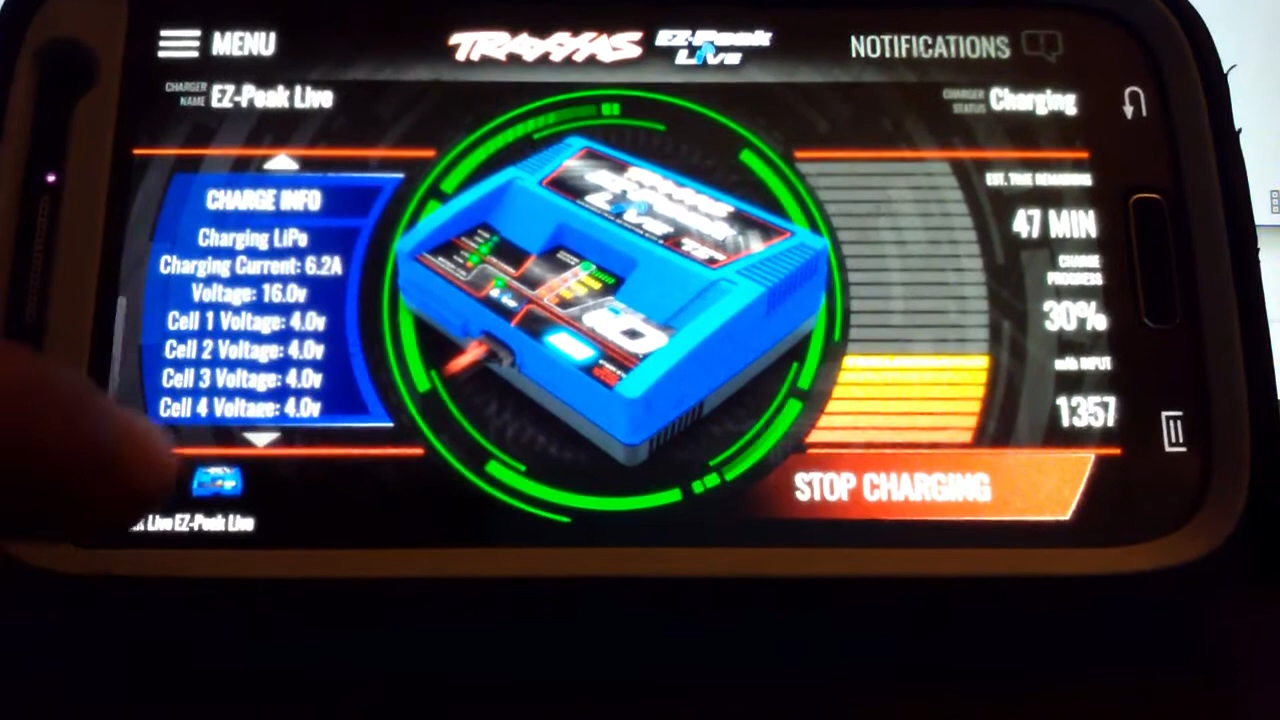 MENU
TRAXXAS EZ-Peak LiVE
NOTIFICATIONS
CHARGER NAME EZ-Peak Live
CHARGER STATUS Charging
CHARGE INFO
Charging LiPo
Charging Current: 6.2A
Voltage: 16.0v
Cell 1 Voltage: 4.0v
Cell 2 Voltage: 4.0v
Cell 3 Voltage: 4.0v
Cell 4 Voltage: 4.0v
EST. TIME REMAINING
47 MIN
CHARGE
PROGRESS
30%
mAh INPUT
1357
STOP CHARGING
Live EZ-Peak Live